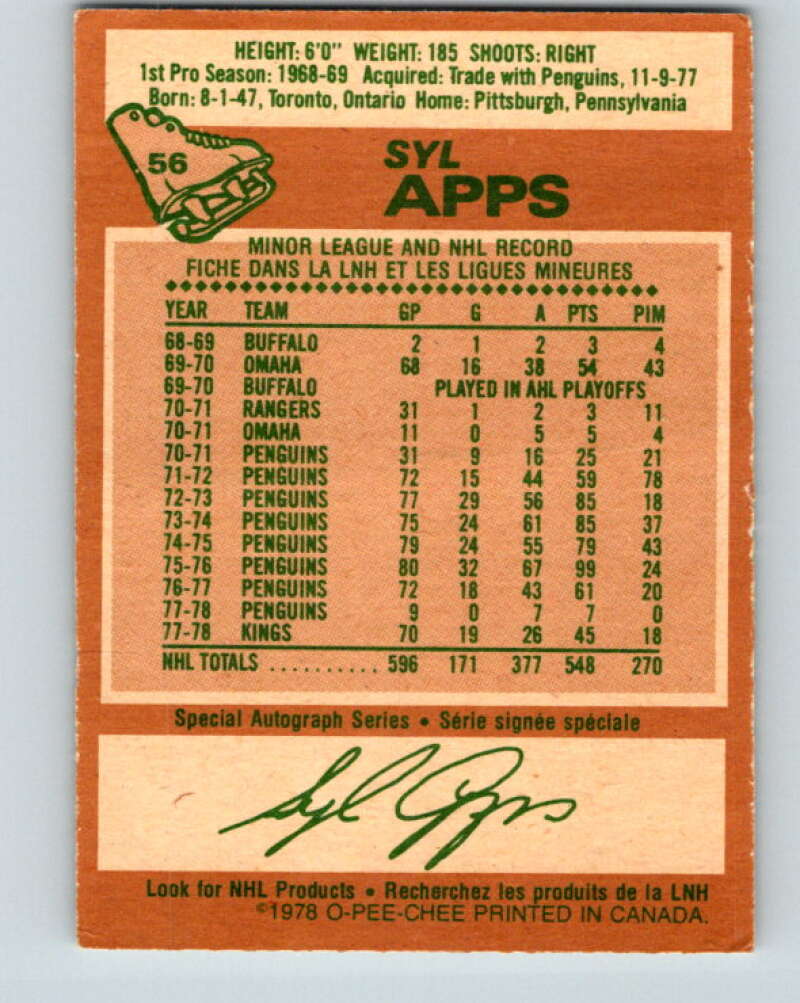 HEIGHT: 6'0" WEIGHT: 185 SHOOTS: RIGHT
1st Pro Season: 1968-69 Acquired: Trade with Penguins, 11-9-77
Born: 8-1-47, Toronto, Ontario Home: Pittsburgh, Pennsylvania
56
SYL
APPS
MINOR LEAGUE AND NHL RECORD
FICHE DANS LA LNH ET LES LIGUES MINEURES
YEAR TEAM GP G A PTS PIM
68-69 BUFFALO 2 1 2 3 4
69-70 OMAHA 68 16 38 54 43
69-70 BUFFALO PLAYED IN AHL PLAYOFFS
70-71 RANGERS 31 1 2 3 11
70-71 OMAHA 11 0 5 5 4
70-71 PENGUINS 31 9 16 25 21
71-72 PENGUINS 72 15 44 59 78
72-73 PENGUINS 77 29 56 85 18
73-74 PENGUINS 75 24 61 85 37
74-75 PENGUINS 79 24 55 79 43
75-76 PENGUINS 80 32 67 99 24
76-77 PENGUINS 72 18 43 61 20
77-78 PENGUINS 9 0 7 7 0
77-78 KINGS 70 19 26 45 18
NHL TOTALS .......... 596 171 377 548 270
Special Autograph Series • Série signée spéciale
Syl Apps
Look for NHL Products • Recherchez les produits de la LNH
©1978 O-PEE-CHEE PRINTED IN CANADA.